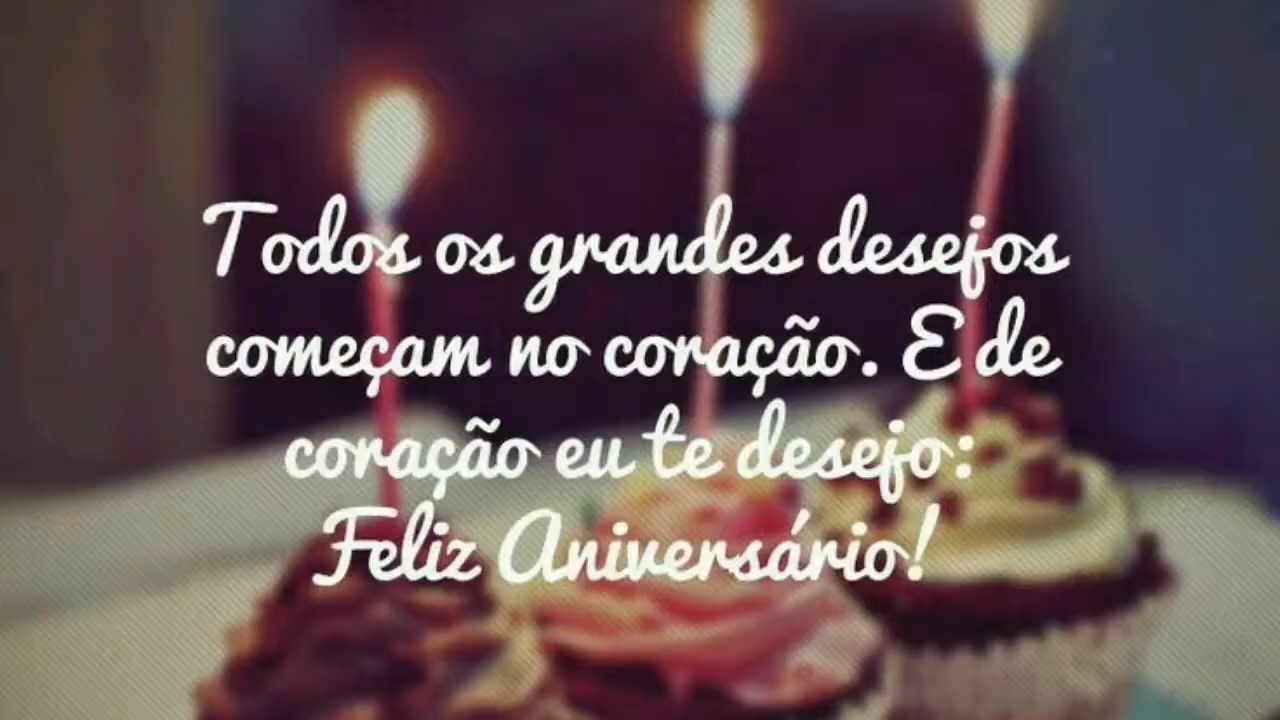 Todos os grandes desejos
começam no coração. E de
coração eu te desejo:
Feliz Aniversário!